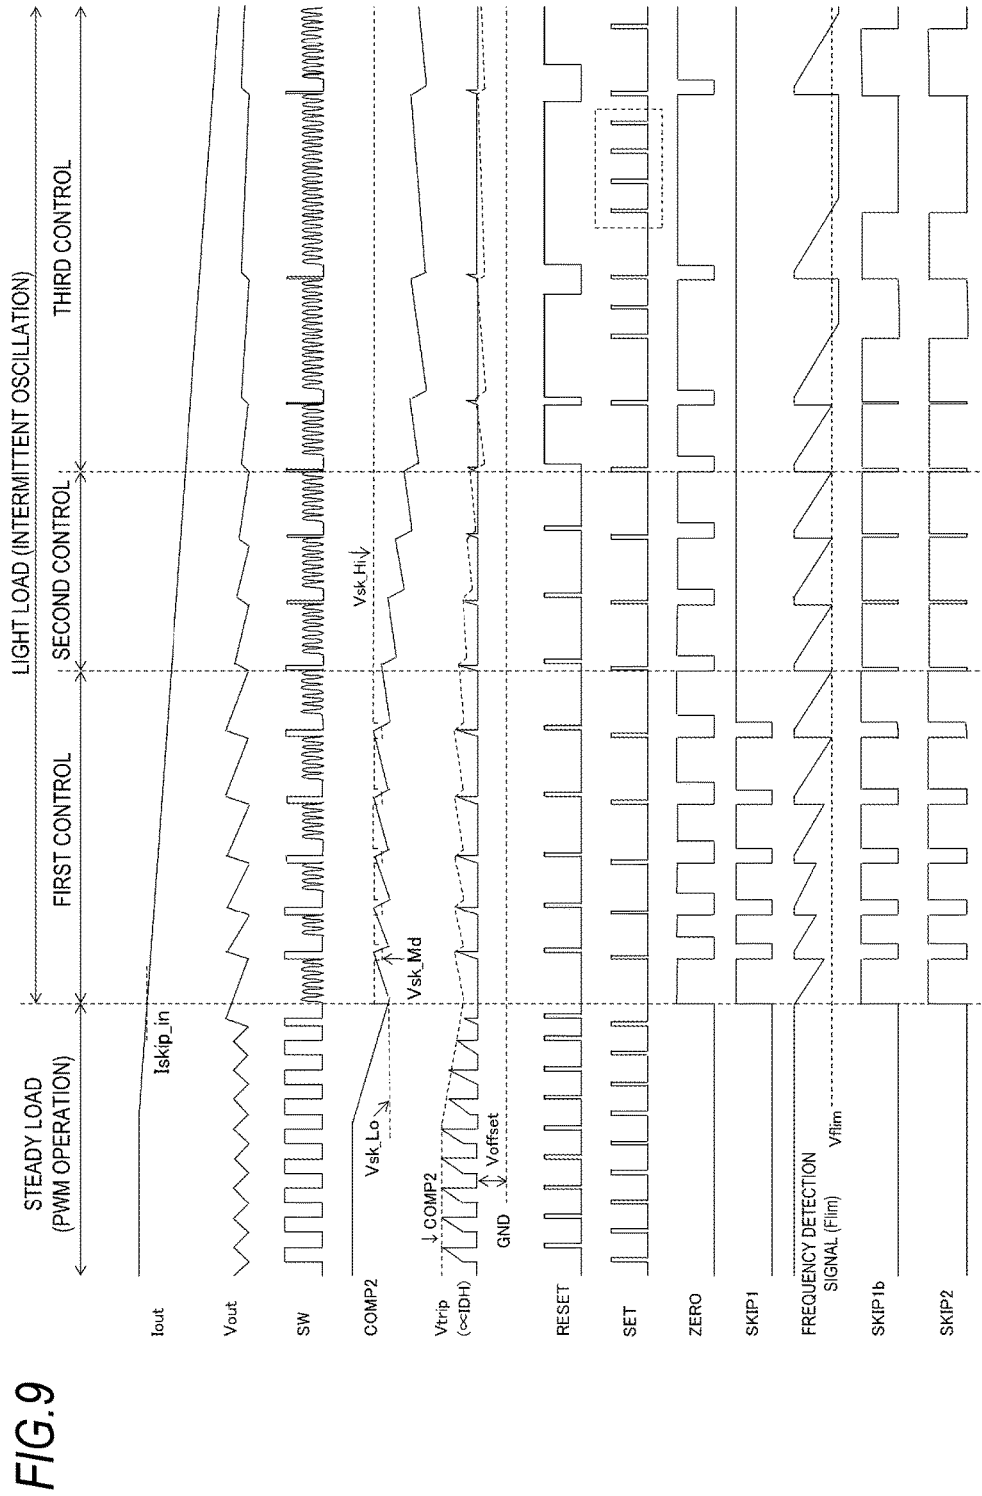 FIG.9
STEADY LOAD
(PWM OPERATION)
LIGHT LOAD (INTERMITTENT OSCILLATION)
FIRST CONTROL
SECOND CONTROL
THIRD CONTROL
Iout
Iskip_in
Vout
SW
COMP2
Vsk_Lo
Vsk_Md
Vsk_Hi
Vtrip
(∝IDH)
COMP2
Voffset
GND
RESET
SET
ZERO
SKIP1
FREQUENCY DETECTION
SIGNAL (Flim)
Vflim
SKIP1b
SKIP2